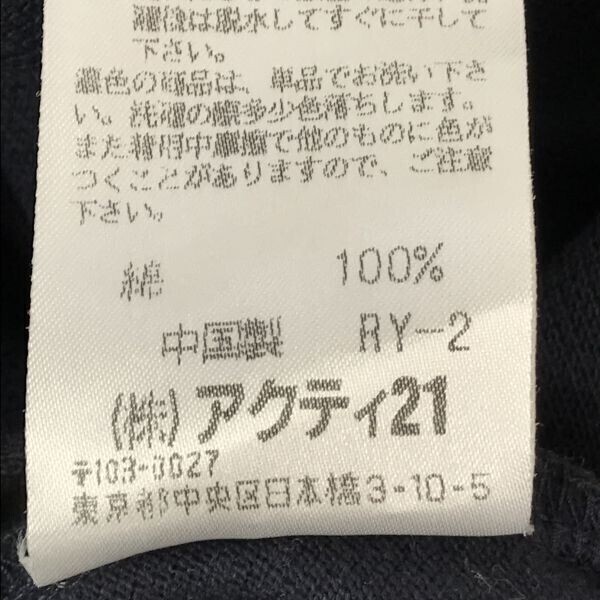 濯後は脱水してすぐに干して
下さい。
濃色の商品は、単品でお洗い下さ
い。洗濯の際多少色落ちします。
また着用中摩擦で他のものに色が
つくことがありますので、ご注意
下さい。
綿 100%
中国製 RY-2
(株)アクティ21
〒103-0027
東京都中央区日本橋3-10-5